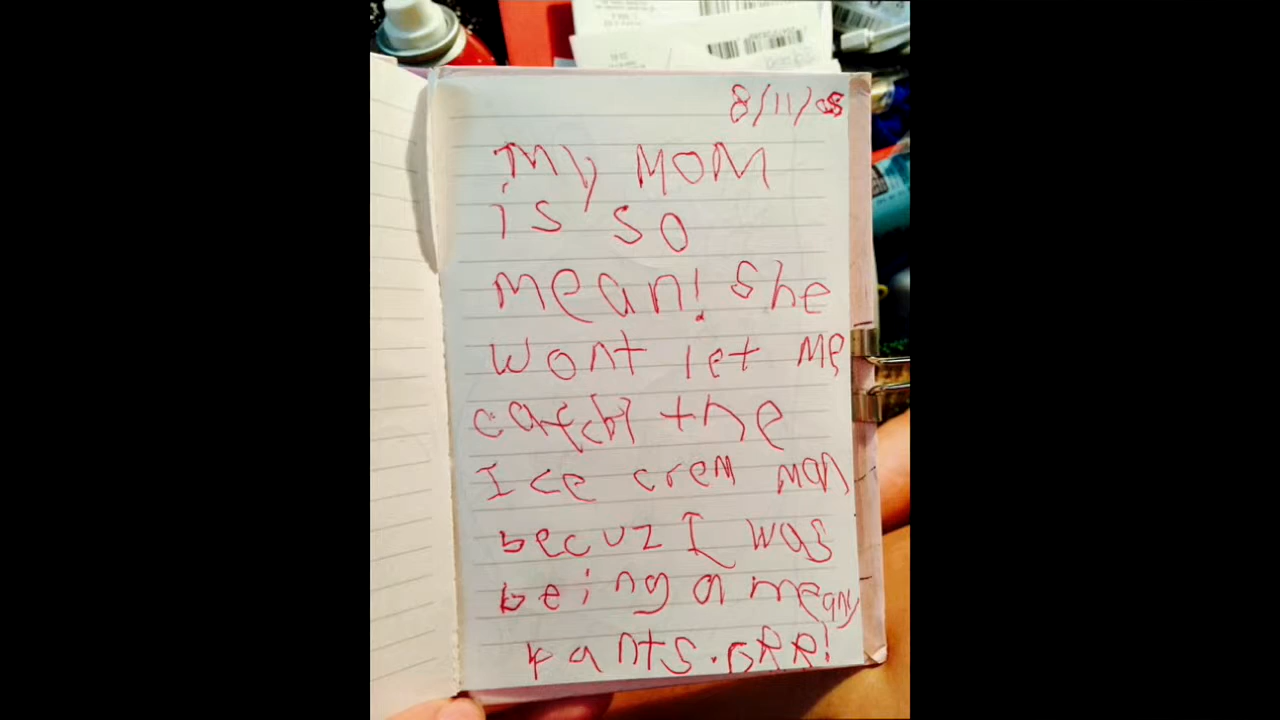 8/11/05
My MOM
is so
mean! She
wont let me
catch the
Ice crem man
becuz I was
being a meany
pants. GRR!